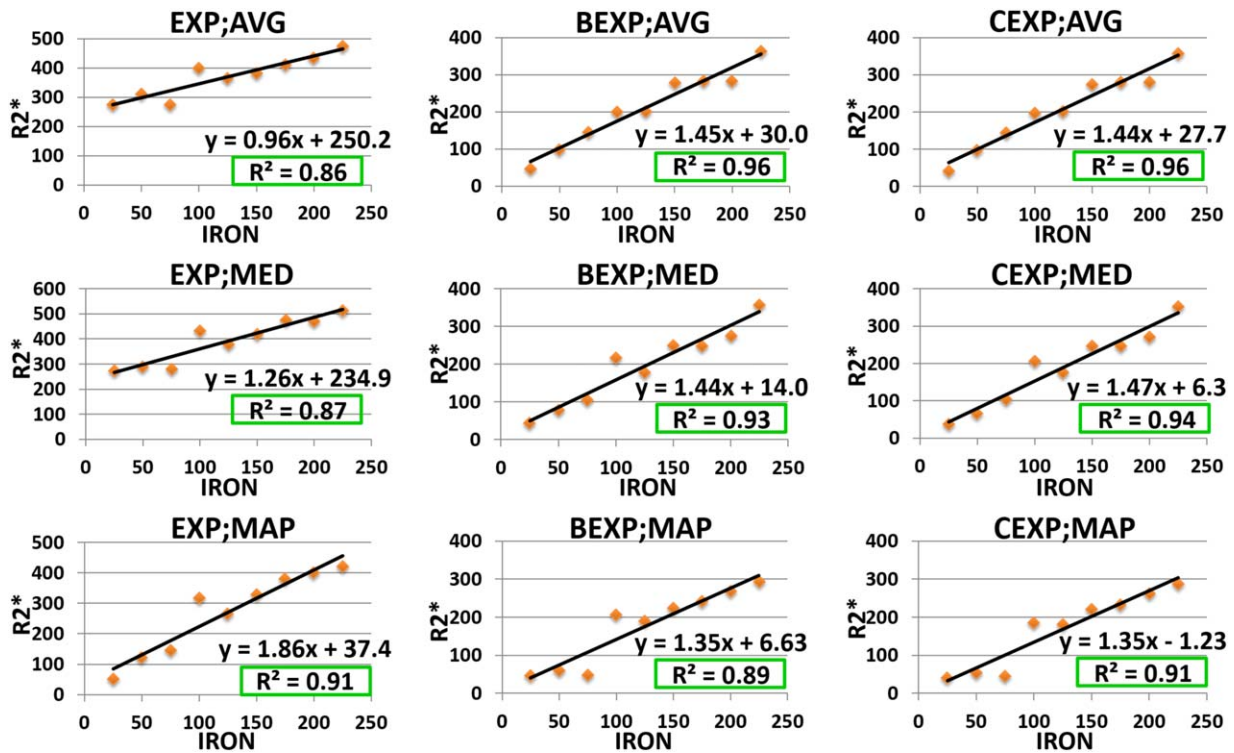 EXP;AVG
500
400
300
200
100
0
R2*
y = 0.96x + 250.2
R² = 0.86
0 50 100 150 200 250
IRON
BEXP;AVG
400
300
200
100
0
R2*
y = 1.45x + 30.0
R² = 0.96
0 50 100 150 200 250
IRON
CEXP;AVG
400
300
200
100
0
R2*
y = 1.44x + 27.7
R² = 0.96
0 50 100 150 200 250
IRON
EXP;MED
600
500
400
300
200
100
0
R2*
y = 1.26x + 234.9
R² = 0.87
0 50 100 150 200 250
IRON
BEXP;MED
400
300
200
100
0
R2*
y = 1.44x + 14.0
R² = 0.93
0 50 100 150 200 250
IRON
CEXP;MED
400
300
200
100
0
R2*
y = 1.47x + 6.3
R² = 0.94
0 50 100 150 200 250
IRON
EXP;MAP
500
400
300
200
100
0
R2*
y = 1.86x + 37.4
R² = 0.91
0 50 100 150 200 250
IRON
BEXP;MAP
400
300
200
100
0
R2*
y = 1.35x + 6.63
R² = 0.89
0 50 100 150 200 250
IRON
CEXP;MAP
400
300
200
100
0
R2*
y = 1.35x - 1.23
R² = 0.91
0 50 100 150 200 250
IRON